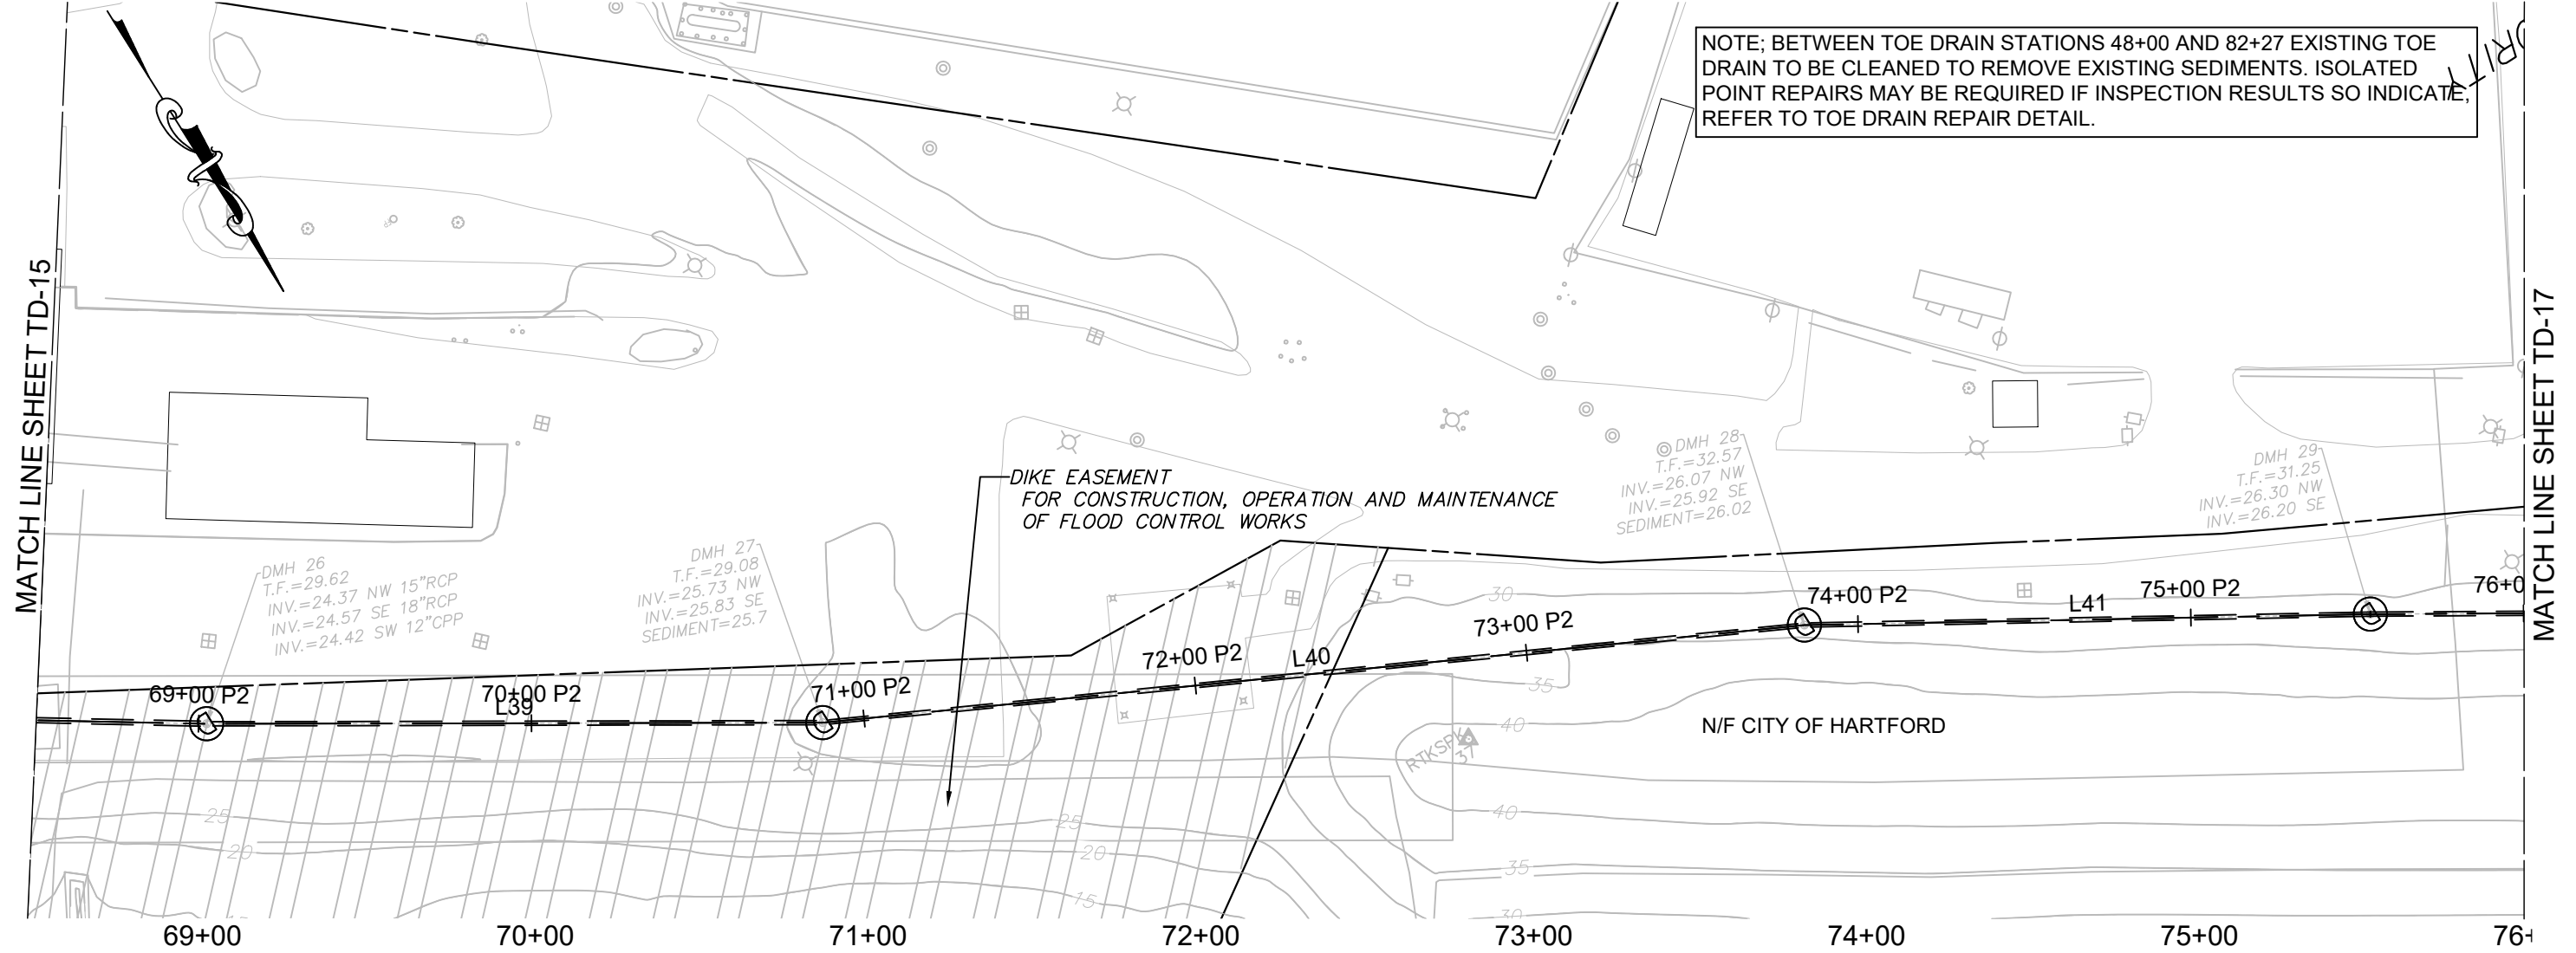 NOTE; BETWEEN TOE DRAIN STATIONS 48+00 AND 82+27 EXISTING TOE
DRAIN TO BE CLEANED TO REMOVE EXISTING SEDIMENTS. ISOLATED
POINT REPAIRS MAY BE REQUIRED IF INSPECTION RESULTS SO INDICATE,
REFER TO TOE DRAIN REPAIR DETAIL.
MATCH LINE SHEET TD-15
MATCH LINE SHEET TD-17
DIKE EASEMENT
FOR CONSTRUCTION, OPERATION AND MAINTENANCE
OF FLOOD CONTROL WORKS
DMH 26
T.F.=29.62
INV.=24.37 NW 15"RCP
INV.=24.57 SE 18"RCP
INV.=24.42 SW 12"CPP
DMH 27
T.F.=29.08
INV.=25.73 NW
INV.=25.83 SE
SEDIMENT=25.7
DMH 28
T.F.=32.57
INV.=26.07 NW
INV.=25.92 SE
SEDIMENT=26.02
DMH 29
T.F.=31.25
INV.=26.30 NW
INV.=26.20 SE
69+00 P2
70+00 P2
L39
71+00 P2
72+00 P2
L40
73+00 P2
74+00 P2
L41
75+00 P2
76+0
30
35
40
N/F CITY OF HARTFORD
RTKSPK
37
25
20
25
20
15
40
35
30
69+00
70+00
71+00
72+00
73+00
74+00
75+00
76+